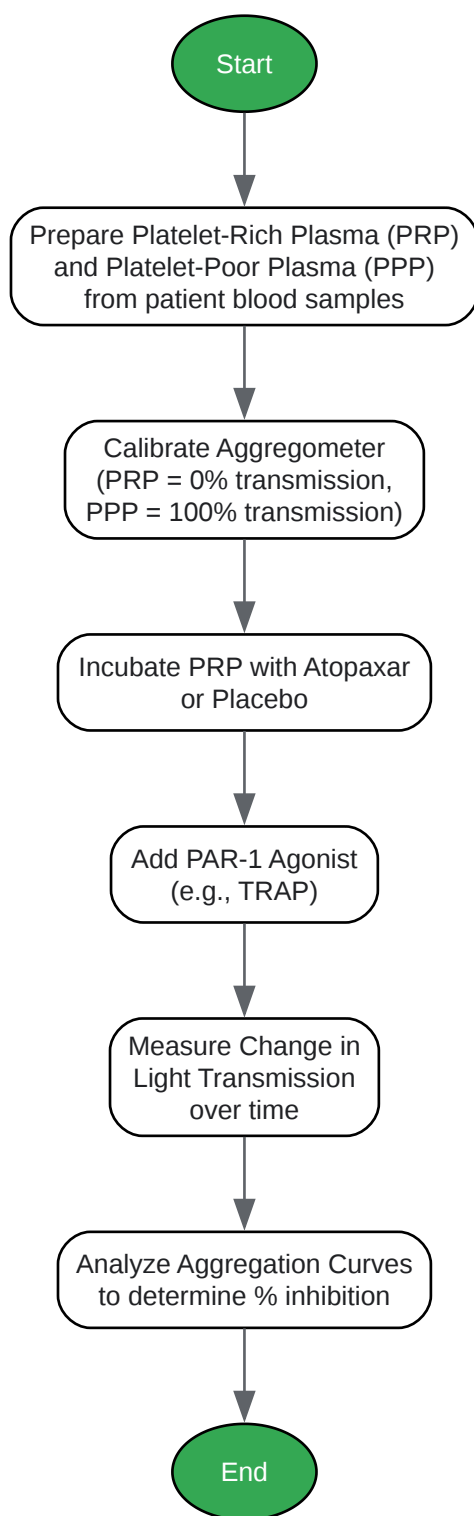 Start
Prepare Platelet-Rich Plasma (PRP)
and Platelet-Poor Plasma (PPP)
from patient blood samples
Calibrate Aggregometer
(PRP = 0% transmission,
PPP = 100% transmission)
Incubate PRP with Atopaxar
or Placebo
Add PAR-1 Agonist
(e.g., TRAP)
Measure Change in
Light Transmission
over time
Analyze Aggregation Curves
to determine % inhibition
End